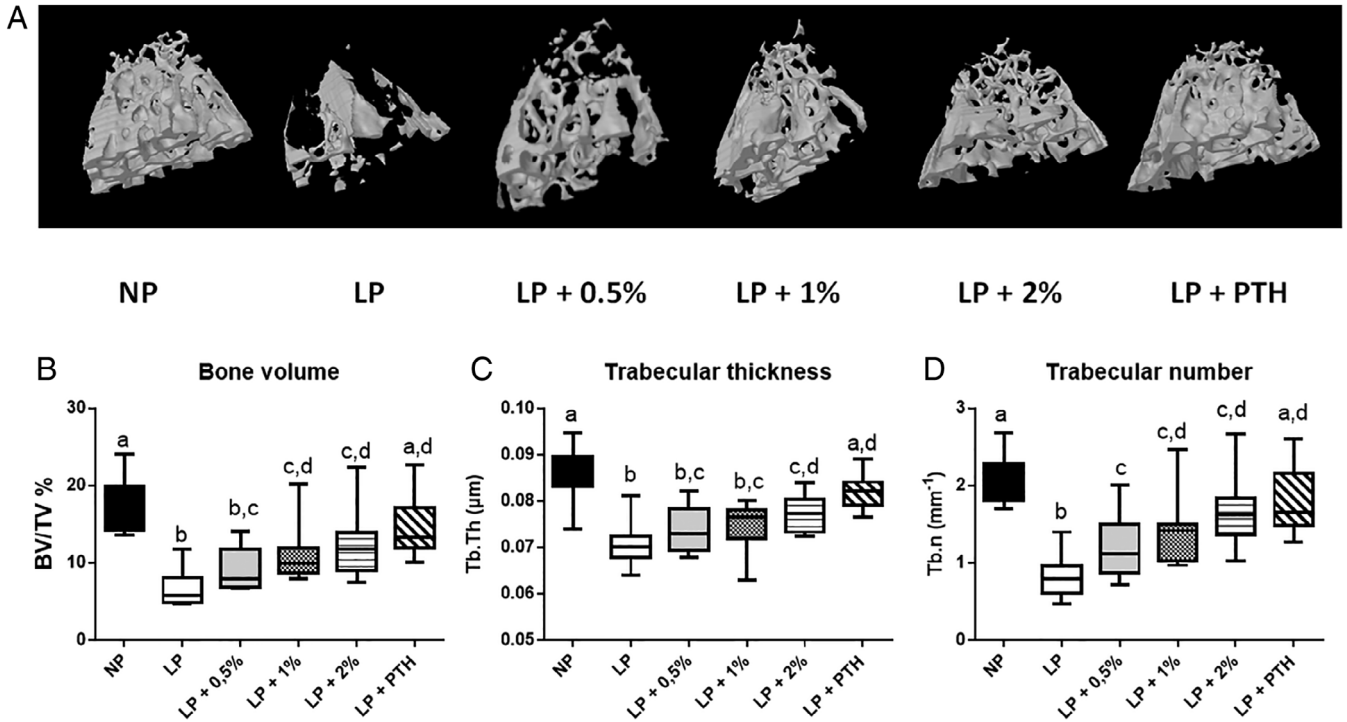 A
NP LP LP + 0.5% LP + 1% LP + 2% LP + PTH
B Bone volume
BV/TV %
30
20
10
0
a
b
b,c
c,d
c,d
a,d
NP LP LP + 0,5% LP + 1% LP + 2% LP + PTH
C Trabecular thickness
Tb.Th (µm)
0.10
0.09
0.08
0.07
0.06
0.05
a
b
b,c
b,c
c,d
a,d
NP LP LP + 0,5% LP + 1% LP + 2% LP + PTH
D Trabecular number
Tb.n (mm⁻¹)
3
2
1
0
a
b
c
c,d
c,d
a,d
NP LP LP + 0,5% LP + 1% LP + 2% LP + PTH